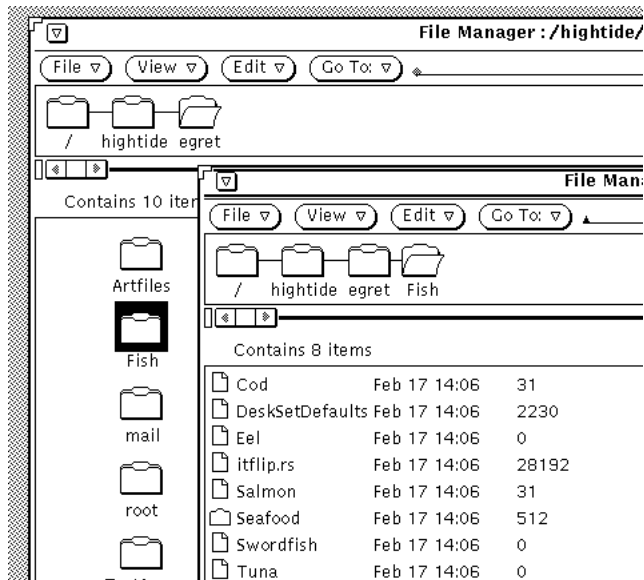 File Manager : /hightide/
File View Edit Go To:
/ hightide egret
Contains 10 iter
Artfiles
Fish
mail
root
File Mana
File View Edit Go To:
/ hightide egret Fish
Contains 8 items
Cod Feb 17 14:06 31
DeskSetDefaults Feb 17 14:06 2230
Eel Feb 17 14:06 0
itflip.rs Feb 17 14:06 28192
Salmon Feb 17 14:06 31
Seafood Feb 17 14:06 512
Swordfish Feb 17 14:06 0
Tuna Feb 17 14:06 0